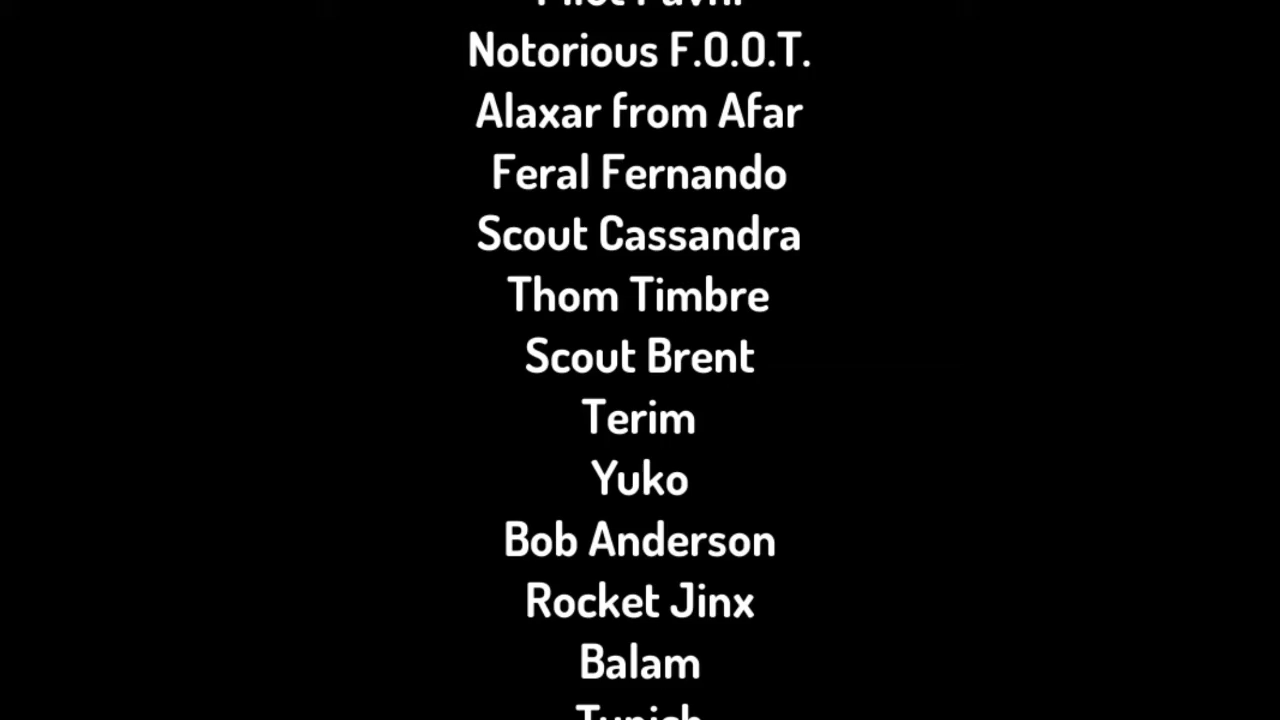 Notorious F.O.O.T.
Alaxar from Afar
Feral Fernando
Scout Cassandra
Thom Timbre
Scout Brent
Terim
Yuko
Bob Anderson
Rocket Jinx
Balam